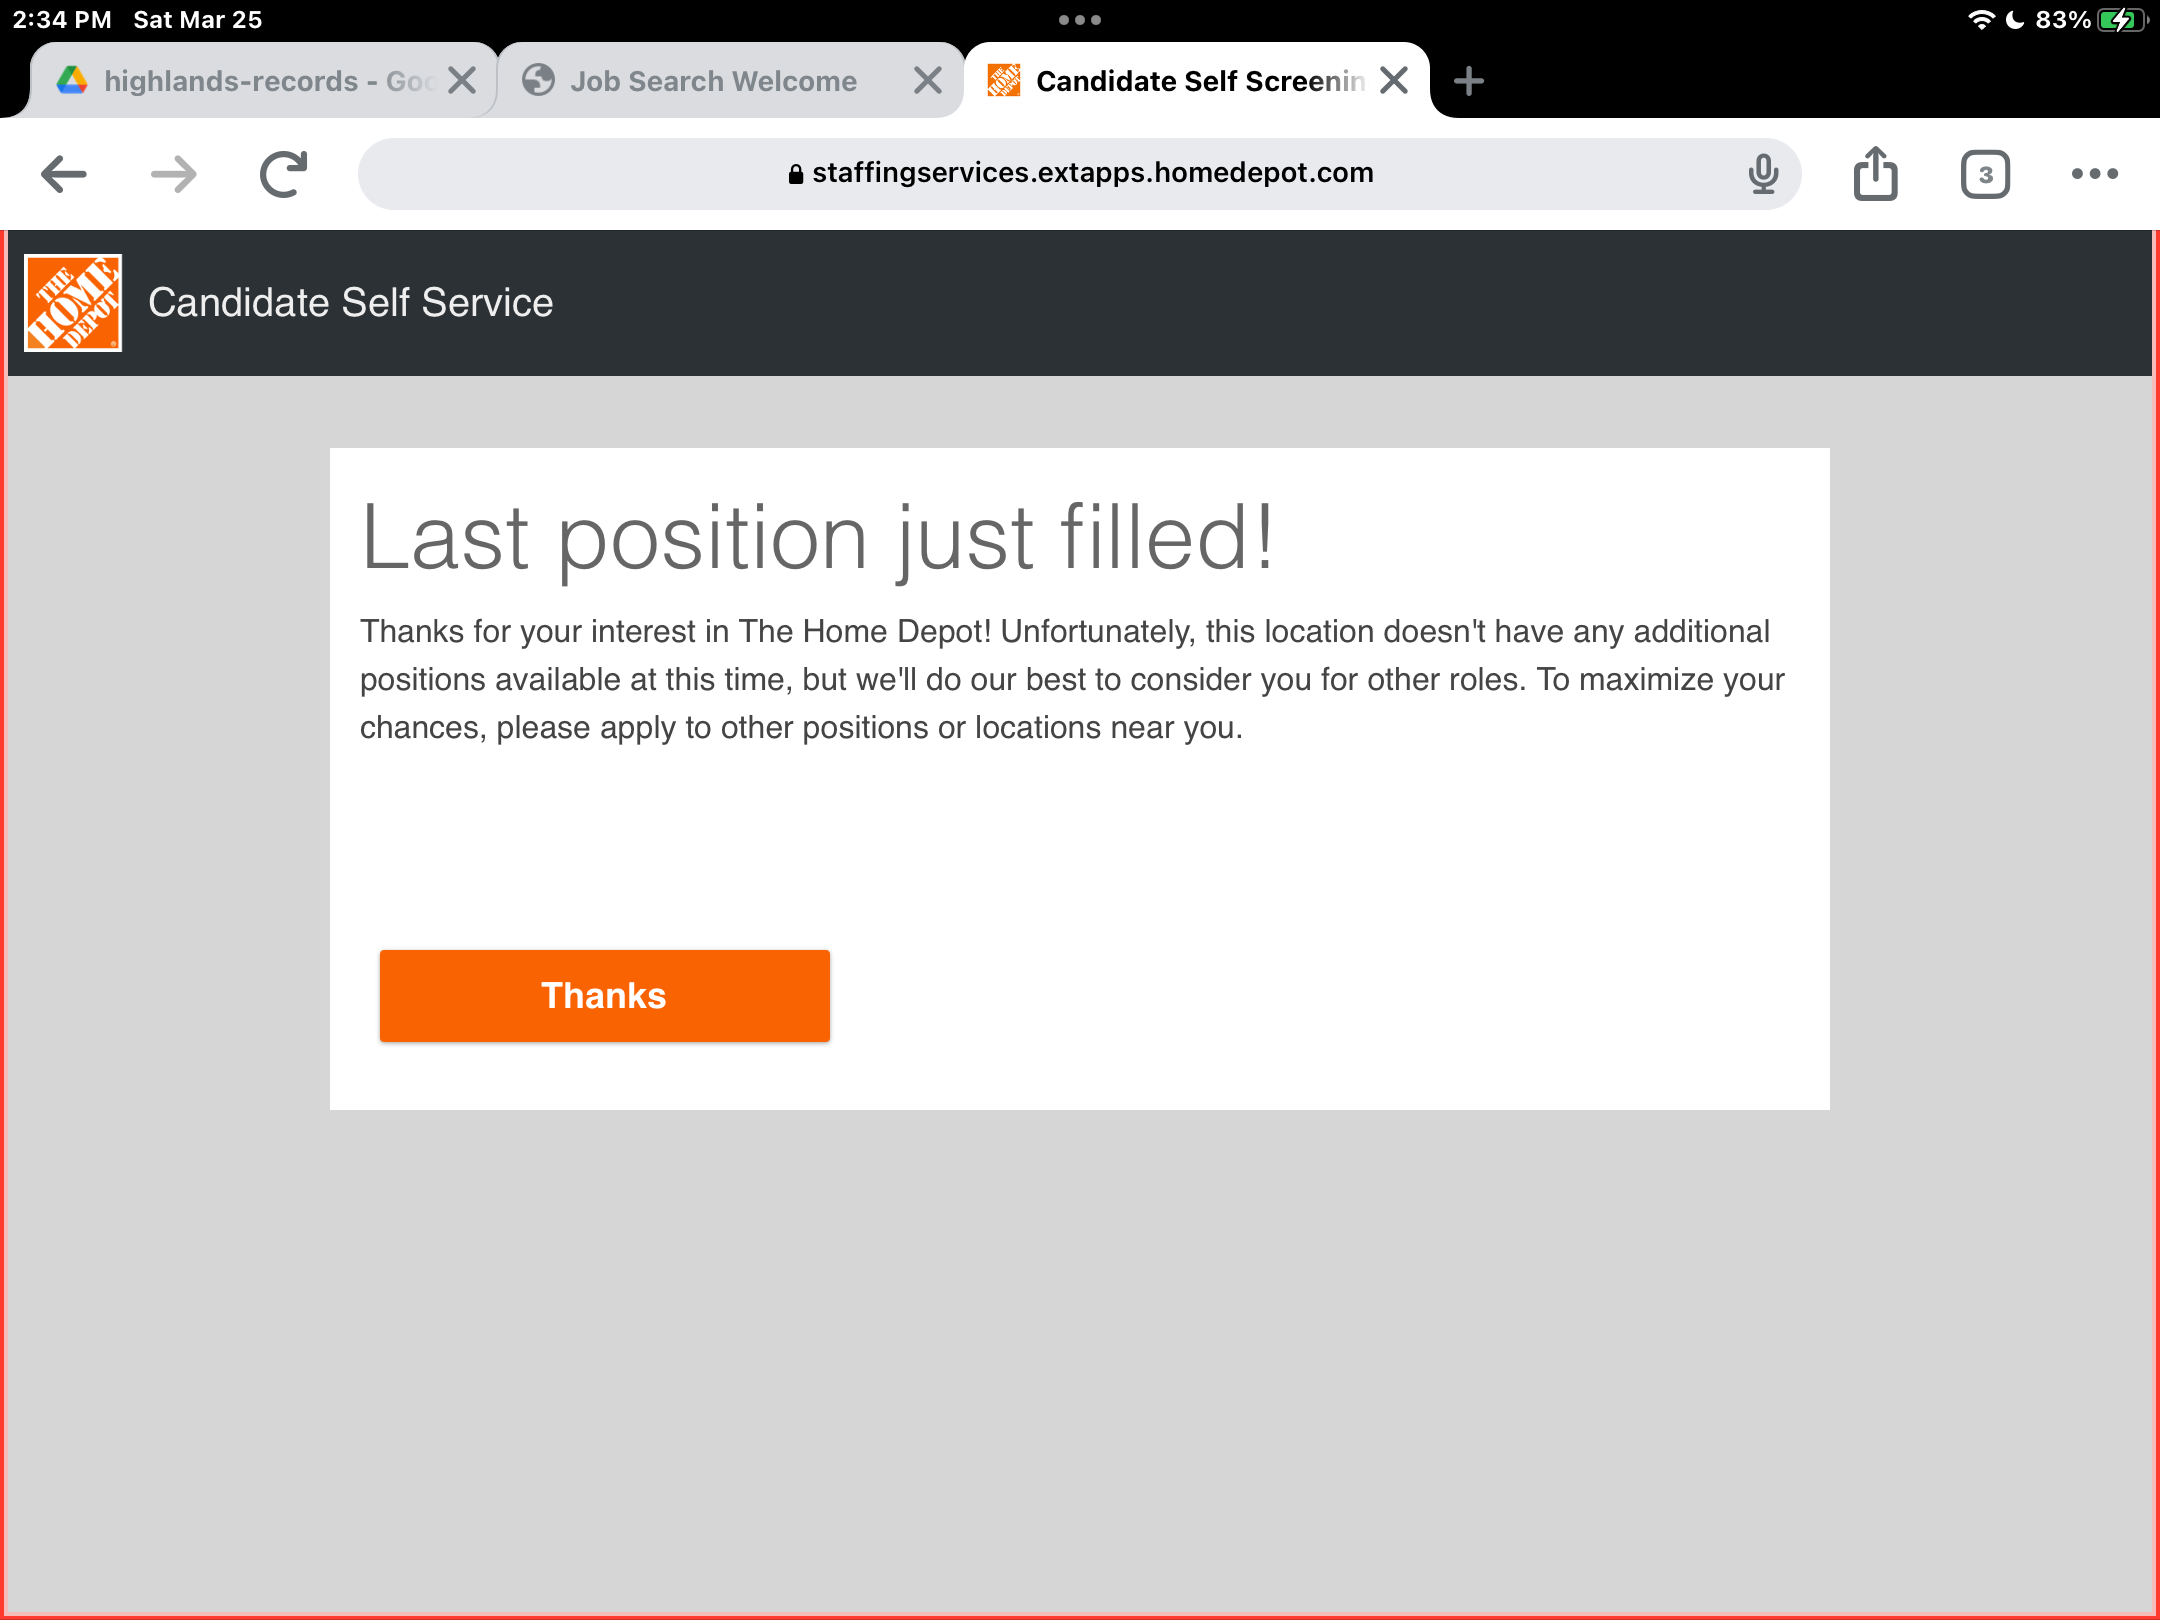 2:34 PM Sat Mar 25
83%
highlands-records - Goo
Job Search Welcome
Candidate Self Screenin
staffingservices.extapps.homedepot.com
3
THE HOME DEPOT
Candidate Self Service
Last position just filled!
Thanks for your interest in The Home Depot! Unfortunately, this location doesn't have any additional
positions available at this time, but we'll do our best to consider you for other roles. To maximize your
chances, please apply to other positions or locations near you.
Thanks